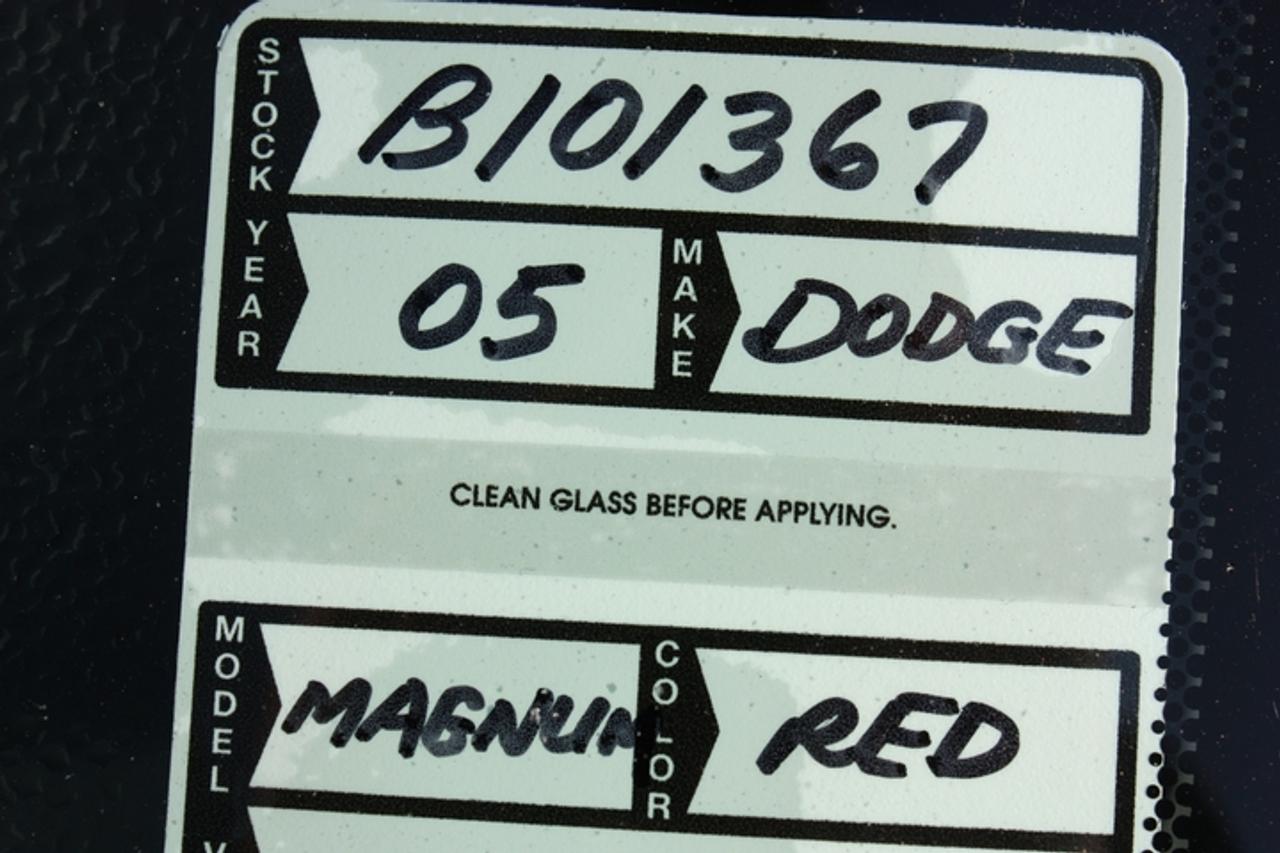 STOCK B101367
YEAR 05 MAKE DODGE
CLEAN GLASS BEFORE APPLYING.
MODEL MAGNUM COLOR RED
V